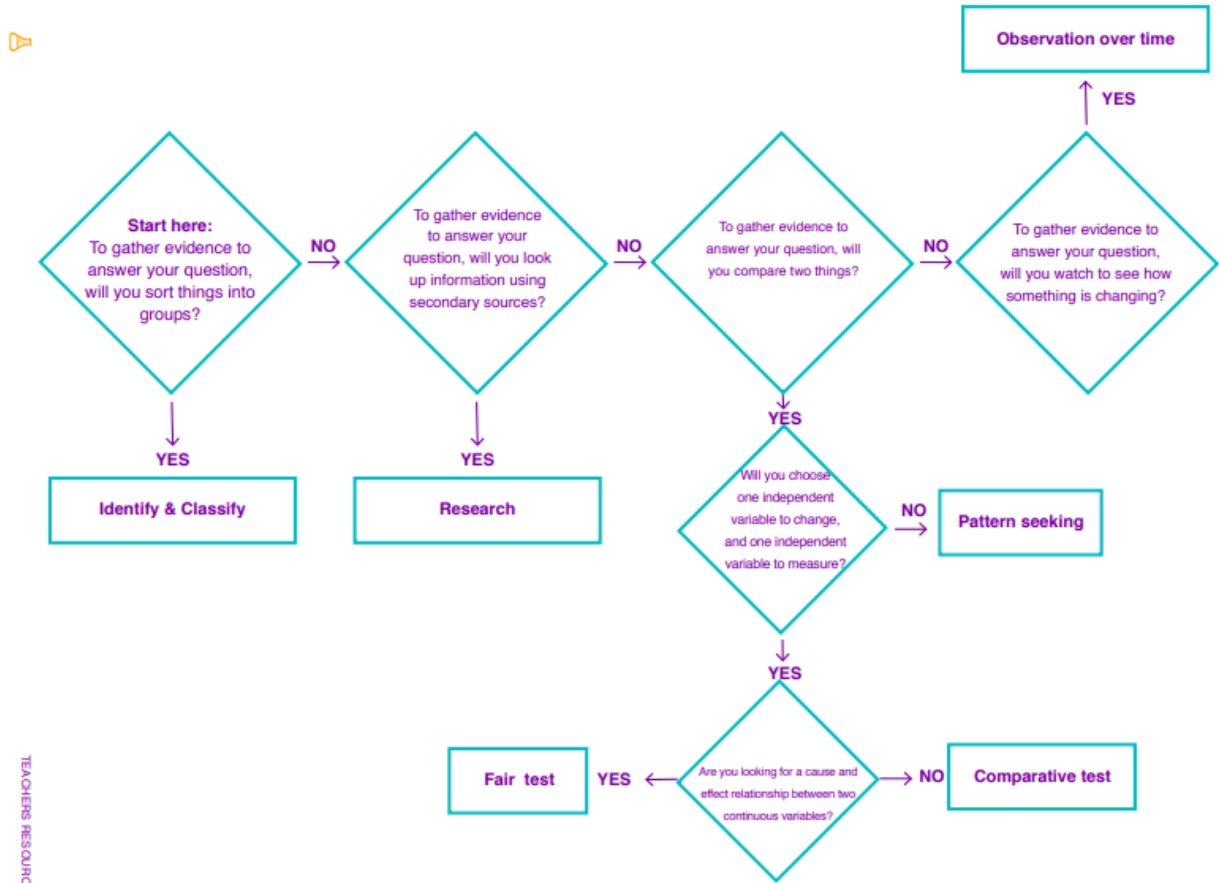 Observation over time
YES
Start here:
To gather evidence to
answer your question,
will you sort things into
groups?
NO
To gather evidence
to answer your
question, will you look
up information using
secondary sources?
NO
To gather evidence to
answer your question, will
you compare two things?
NO
To gather evidence to
answer your question,
will you watch to see how
something is changing?
YES
Identify & Classify
YES
Research
YES
Will you choose
one independent
variable to change,
and one independent
variable to measure?
NO
Pattern seeking
YES
Are you looking for a cause and
effect relationship between two
continuous variables?
YES
Fair test
NO
Comparative test
TEACHERS RESOURC